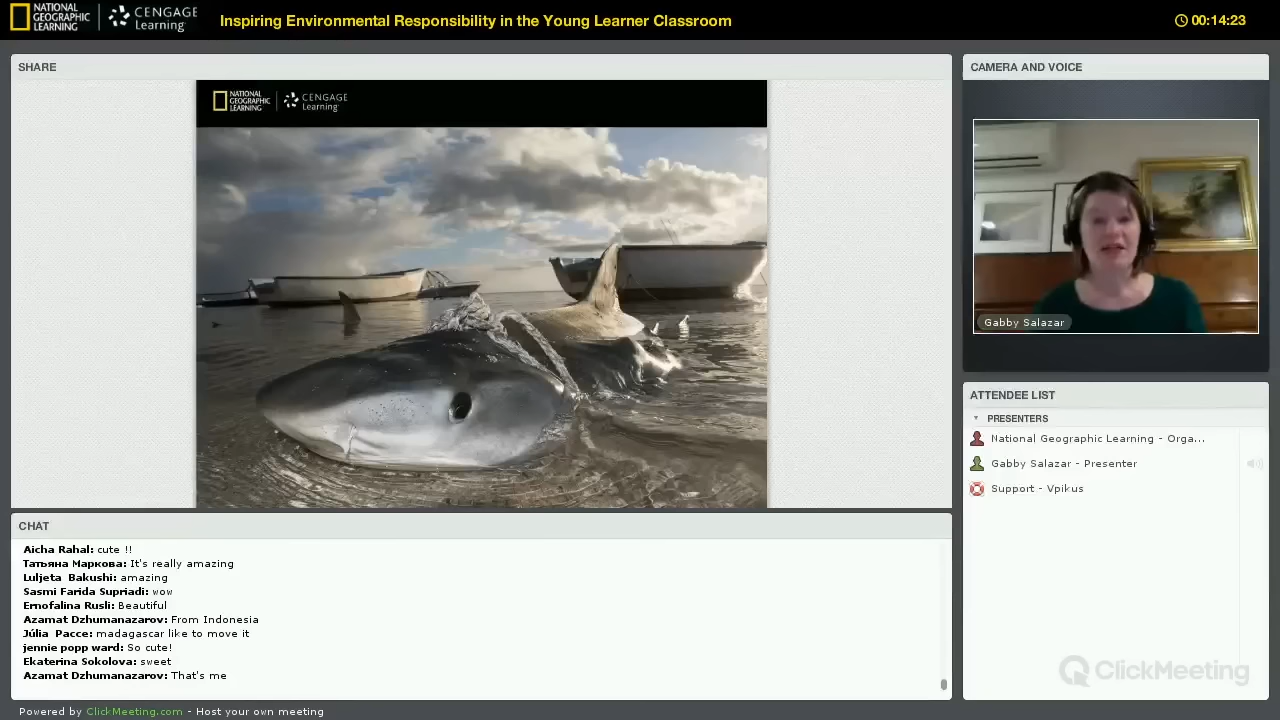 NATIONAL GEOGRAPHIC LEARNING
CENGAGE Learning
Inspiring Environmental Responsibility in the Young Learner Classroom
00:14:23
SHARE
NATIONAL GEOGRAPHIC LEARNING
CENGAGE Learning
CAMERA AND VOICE
Gabby Salazar
ATTENDEE LIST
PRESENTERS
National Geographic Learning - Orga...
Gabby Salazar - Presenter
Support - Vpikus
CHAT
Aicha Rahal: cute !!
Татьяна Маркова: It's really amazing
Luljeta Bakushi: amazing
Sasmi Farida Supriadi: wow
Ernofalina Rusli: Beautiful
Azamat Dzhumanazarov: From Indonesia
Júlia Pacce: madagascar like to move it
jennie popp ward: So cute!
Ekaterina Sokolova: sweet
Azamat Dzhumanazarov: That's me
ClickMeeting
Powered by ClickMeeting.com - Host your own meeting